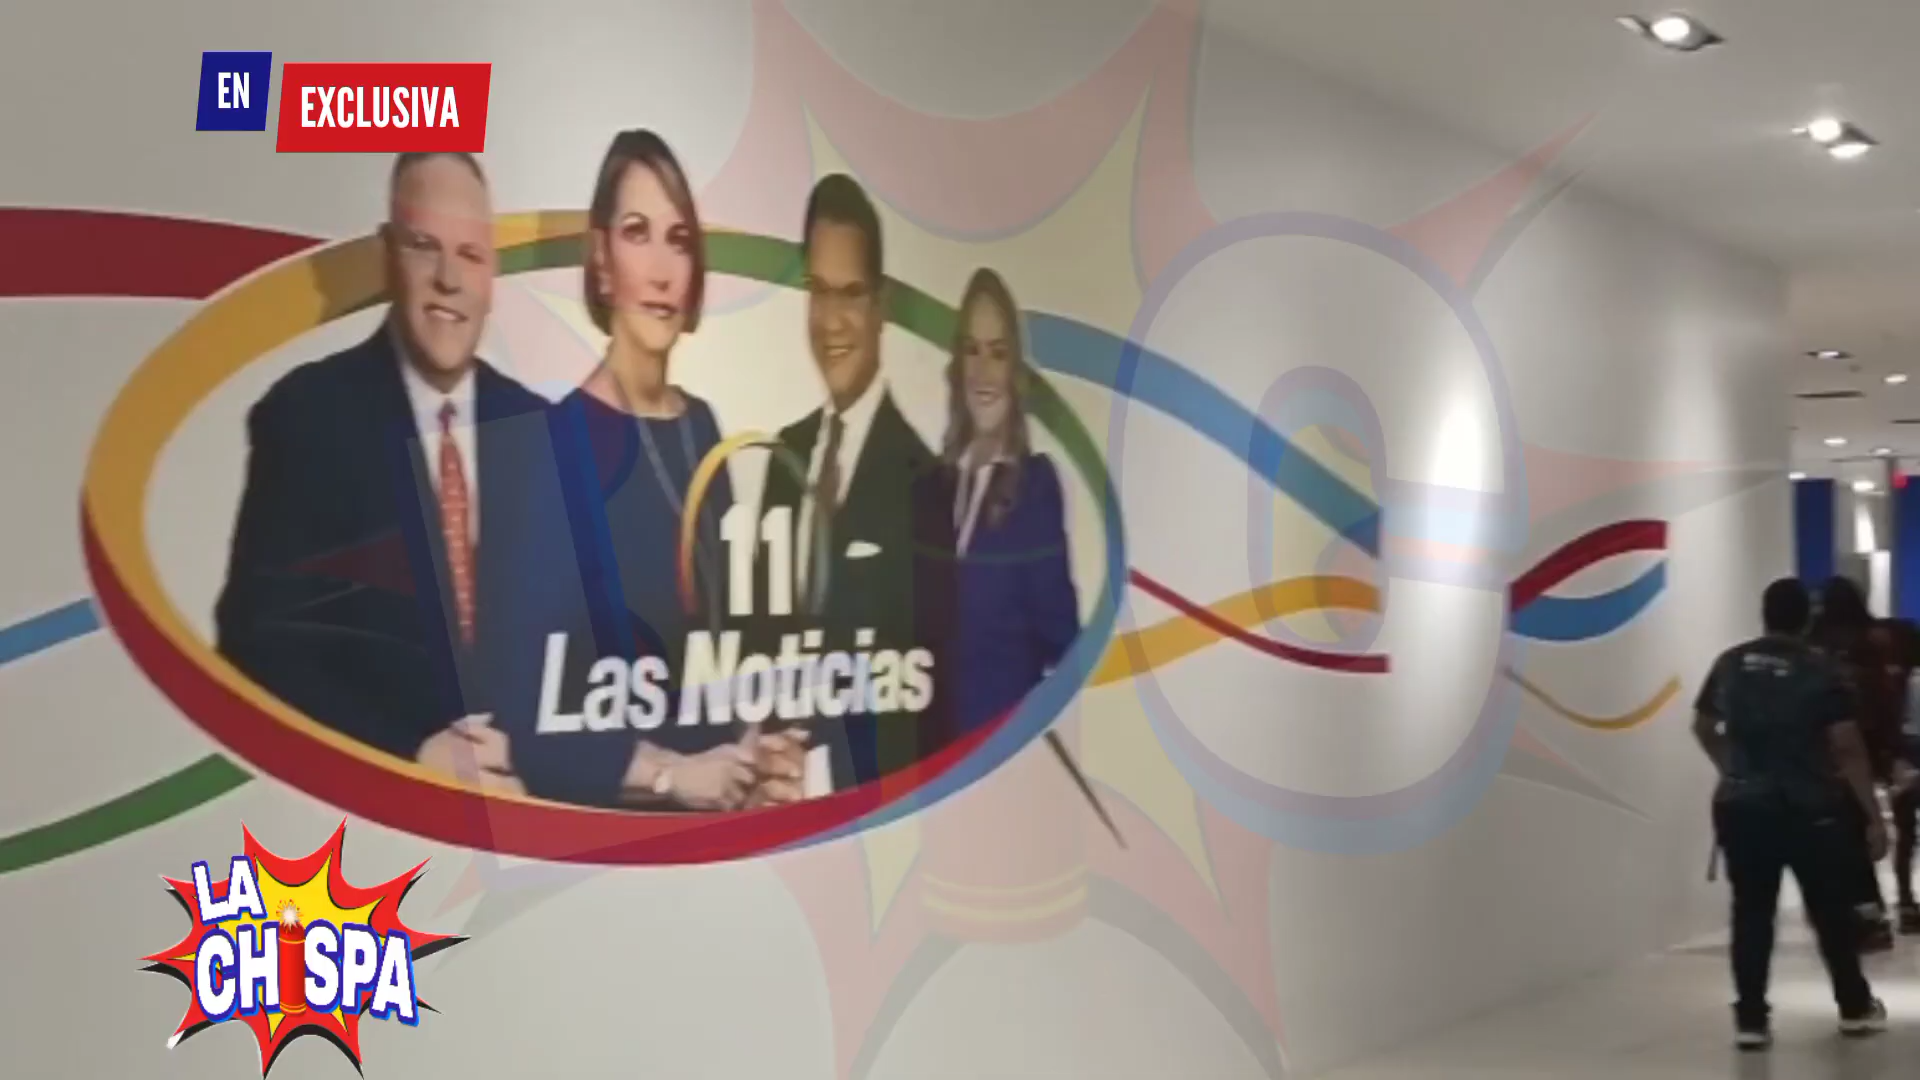 EN
EXCLUSIVA
11
Las Noticias
LA
CHISPA